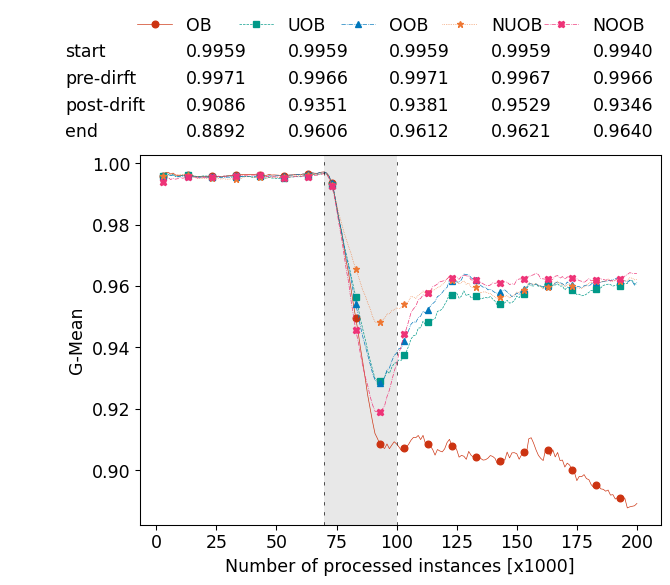 OB UOB OOB NUOB NOOB
start 0.9959 0.9959 0.9959 0.9959 0.9940
pre-dirft 0.9971 0.9966 0.9971 0.9967 0.9966
post-drift 0.9086 0.9351 0.9381 0.9529 0.9346
end 0.8892 0.9606 0.9612 0.9621 0.9640
1.00
0.98
0.96
0.94
0.92
0.90
G-Mean
0 25 50 75 100 125 150 175 200
Number of processed instances [x1000]